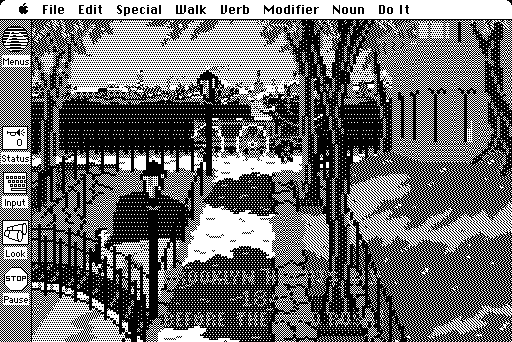 File Edit Special Walk Verb Modifier Noun Do It
Menus
0
Status
Input
Look
STOP
Pause